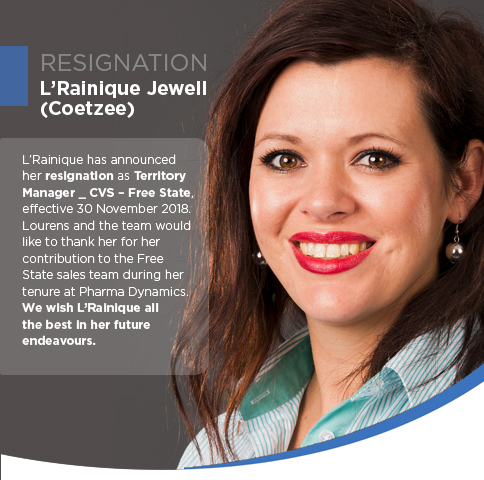 RESIGNATION
L’Rainique Jewell
(Coetzee)
L’Rainique has announced
her resignation as Territory
Manager _ CVS – Free State,
effective 30 November 2018.
Lourens and the team would
like to thank her for her
contribution to the Free
State sales team during her
tenure at Pharma Dynamics.
We wish L’Rainique all
the best in her future
endeavours.